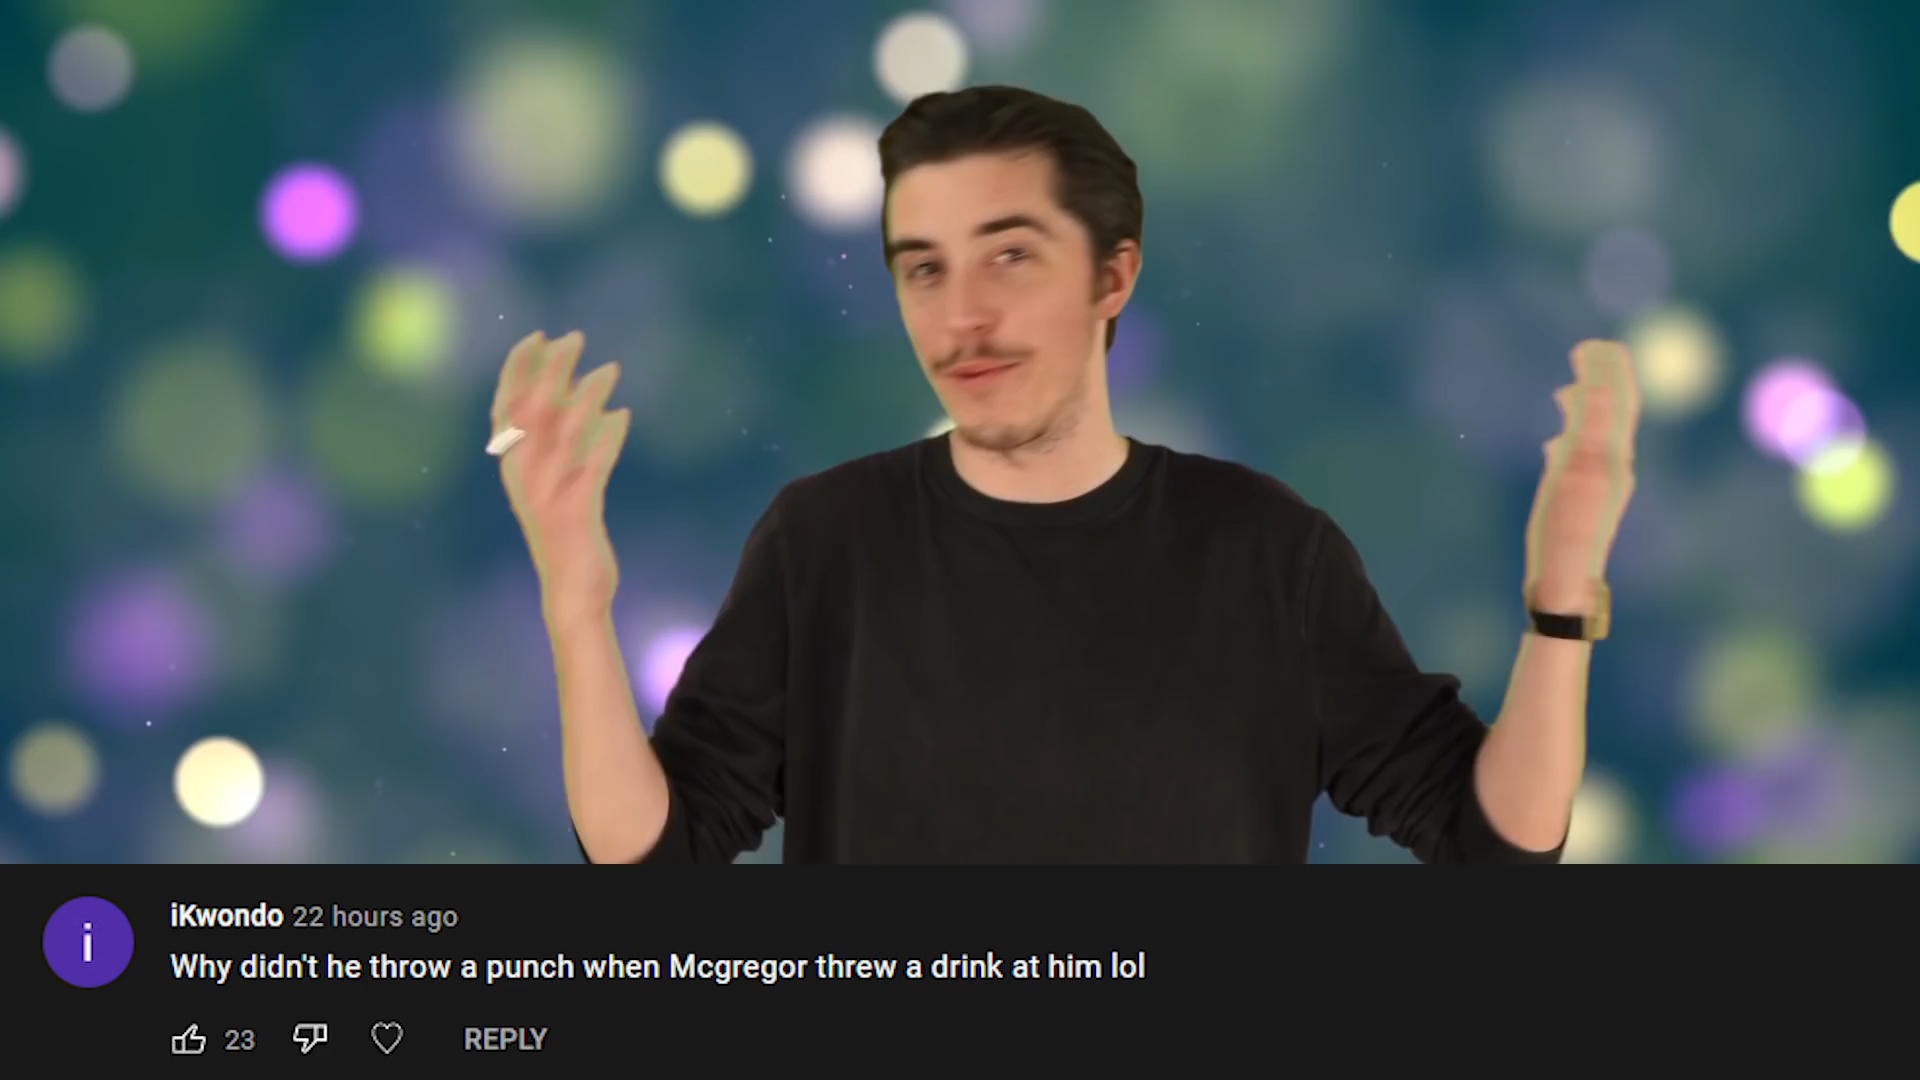 i
iKwondo 22 hours ago
Why didn't he throw a punch when Mcgregor threw a drink at him lol
23 REPLY